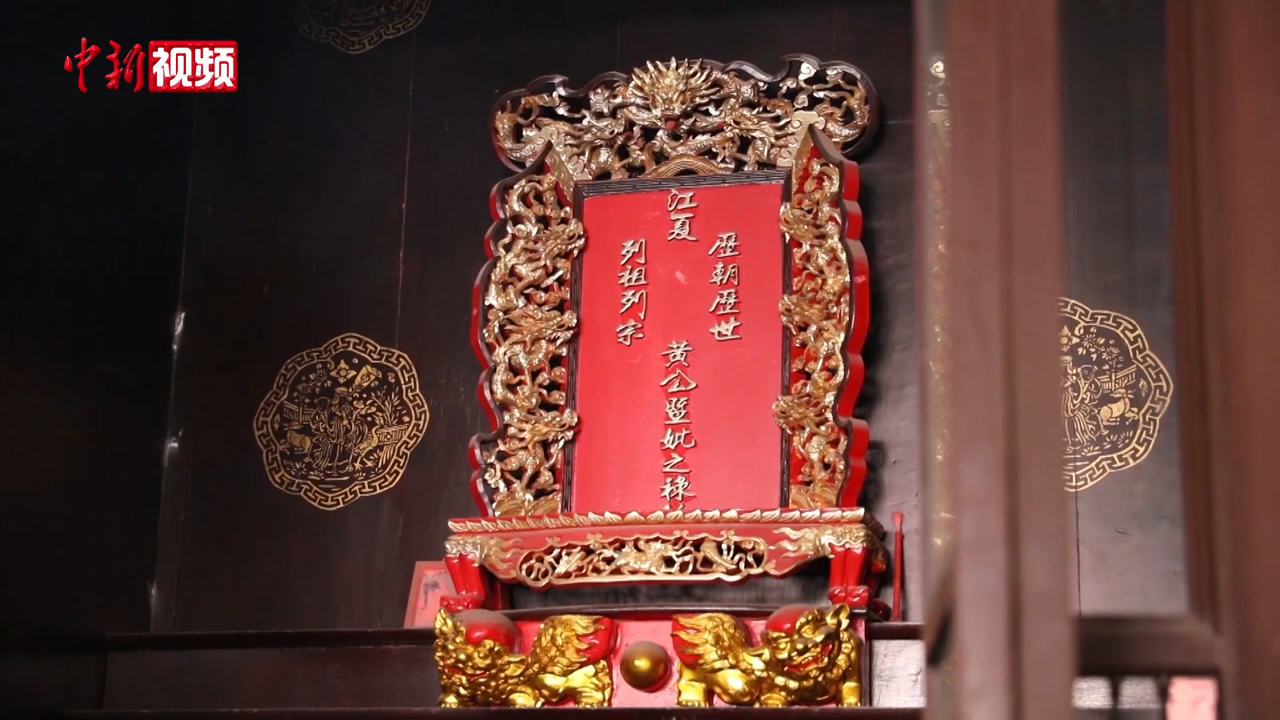 中新视频
江夏
歷朝歷世
列祖列宗
黄公暨妣之祿